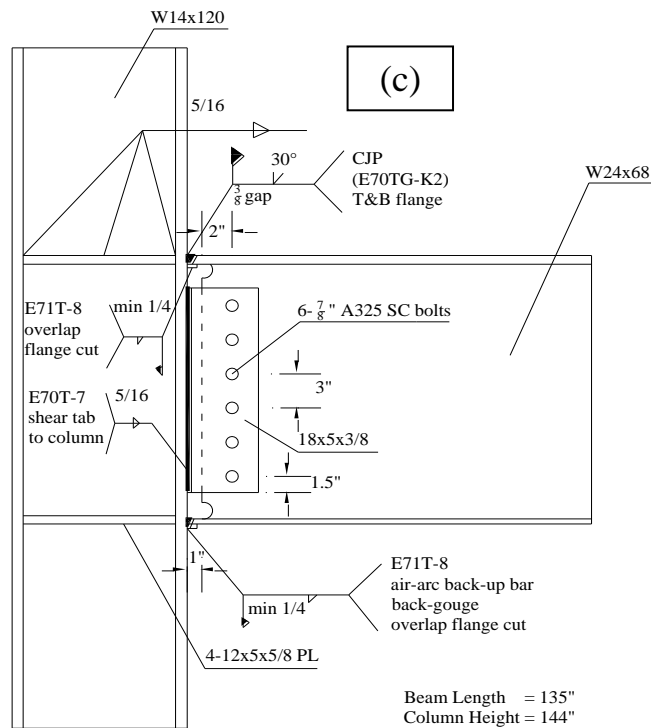 W14x120
(c)
5/16
30°
CJP
(E70TG-K2)
T&B flange
3/8 gap
W24x68
2"
E71T-8
overlap
flange cut
min 1/4
6- 7/8 " A325 SC bolts
3"
E70T-7
shear tab
to column
5/16
18x5x3/8
1.5"
1"
E71T-8
air-arc back-up bar
back-gouge
overlap flange cut
min 1/4
4-12x5x5/8 PL
Beam Length = 135"
Column Height = 144"